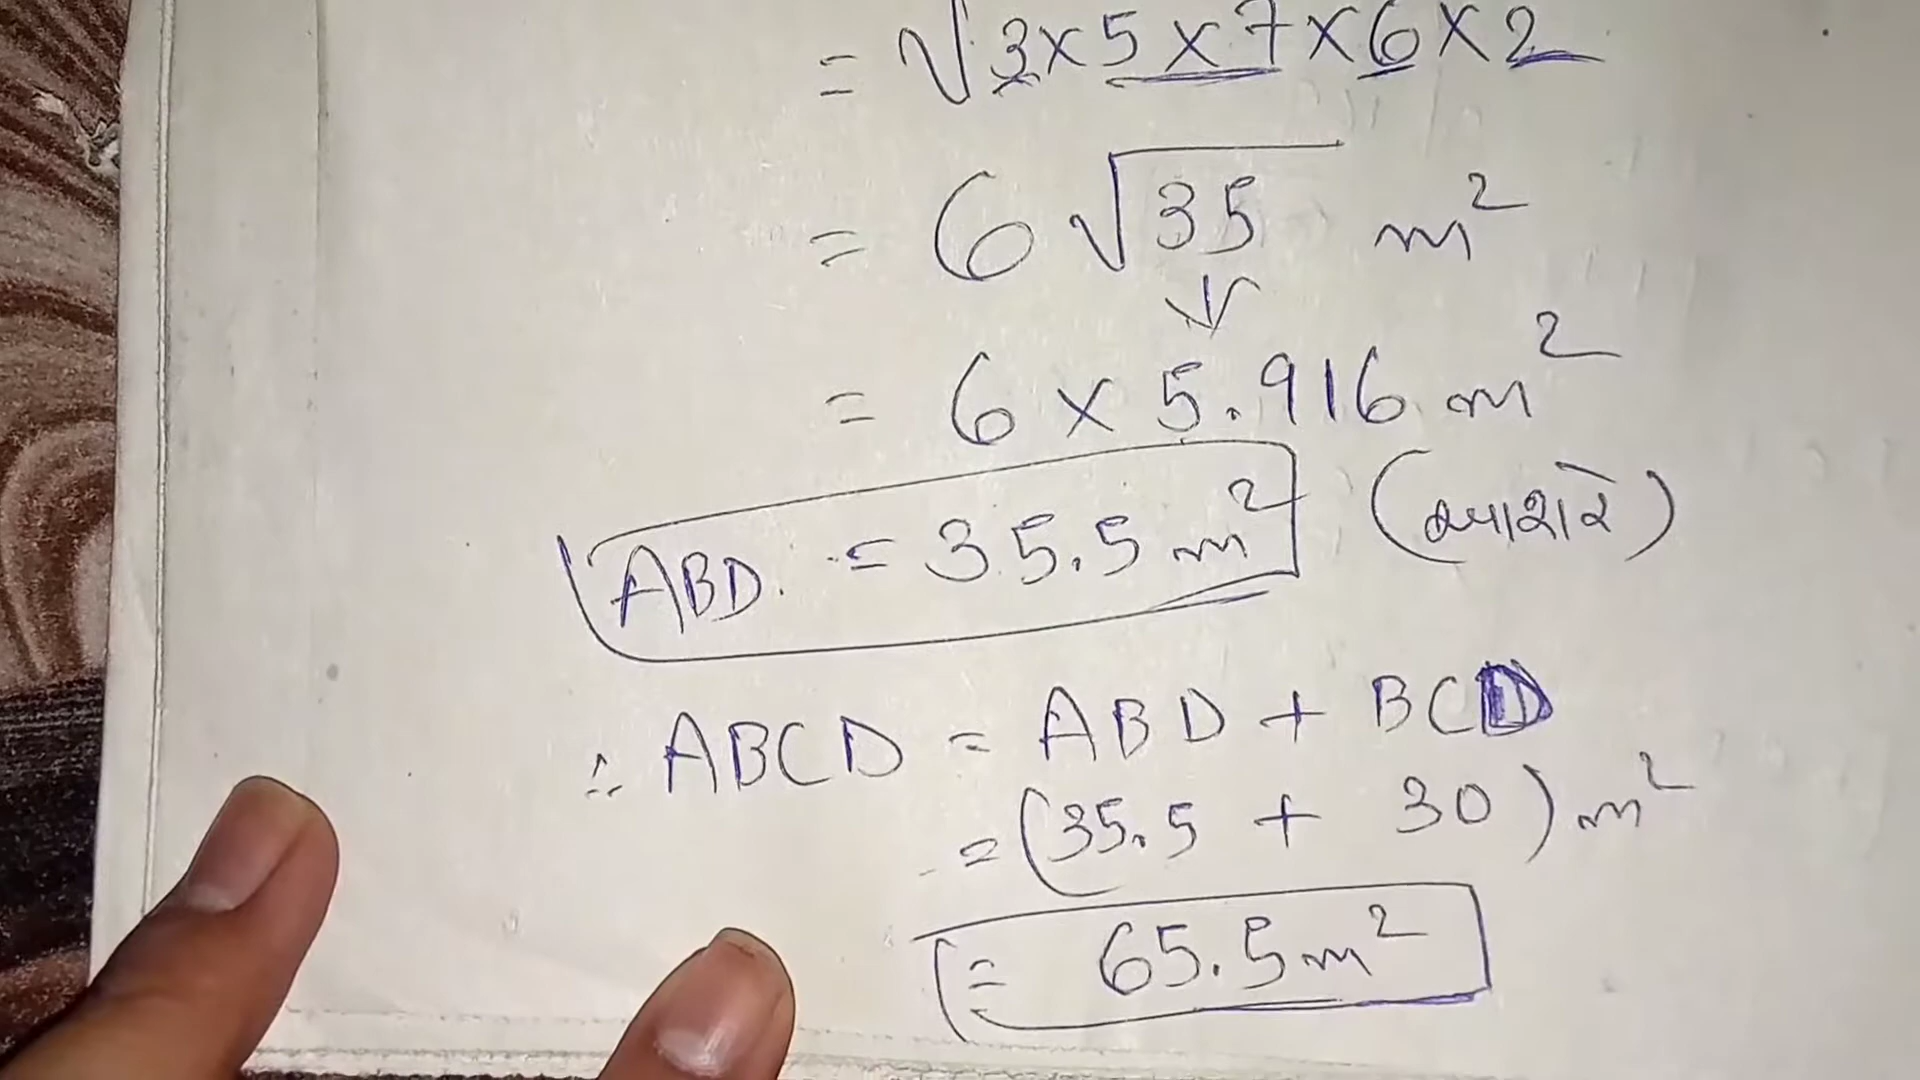 = √3×5×7×6×2
= 6√35 m²
↓
= 6 × 5.916 m²
ABD. = 35.5 m² (આશરે)
∴ ABCD = ABD + BCD
= (35.5 + 30) m²
= 65.5 m²